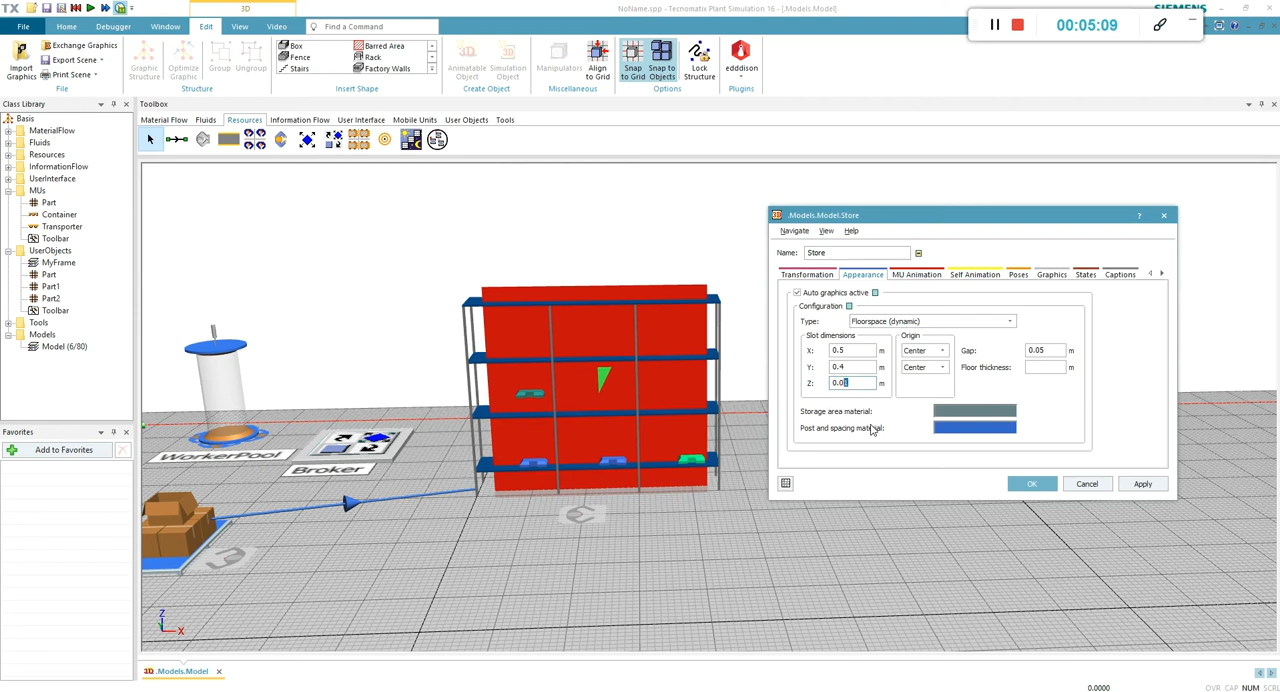 TX
3D
NoName.spp - Tecnomatix Plant Simulation 16 - [.Models.Model]
SIEMENS
File Home Debugger Window Edit View Video Find a Command
00:05:09
Import Graphics
Exchange Graphics
Export Scene
Print Scene
Graphic Structure
Optimize Graphic
Group
Ungroup
Box
Fence
Stairs
Barred Area
Rack
Factory Walls
Animatable Object
Simulation Object
Manipulators
Align to Grid
Snap to Grid
Snap to Objects
Lock Structure
edddison
File Structure Insert Shape Create Object Miscellaneous Options Plugins
Class Library
Toolbox
Basis
MaterialFlow
Fluids
Resources
InformationFlow
UserInterface
MUs
Part
Container
Transporter
Toolbar
UserObjects
MyFrame
Part
Part1
Part2
Toolbar
Tools
Models
Model (6/80)
Material Flow Fluids Resources Information Flow User Interface Mobile Units User Objects Tools
Favorites
Add to Favorites
WorkerPool
Broker
Z
X
3D .Models.Model.Store ?
Navigate View Help
Name: Store
Transformation Appearance MU Animation Self Animation Poses Graphics States Captions
Auto graphics active
Configuration
Type: Floorspace (dynamic)
Slot dimensions
Origin
X: 0.5 m Center Gap: 0.05 m
Y: 0.4 m Center Floor thickness: m
Z: 0.01 m
Storage area material:
Post and spacing material:
OK Cancel Apply
3D .Models.Model
0.0000
OVR CAP NUM SCRL